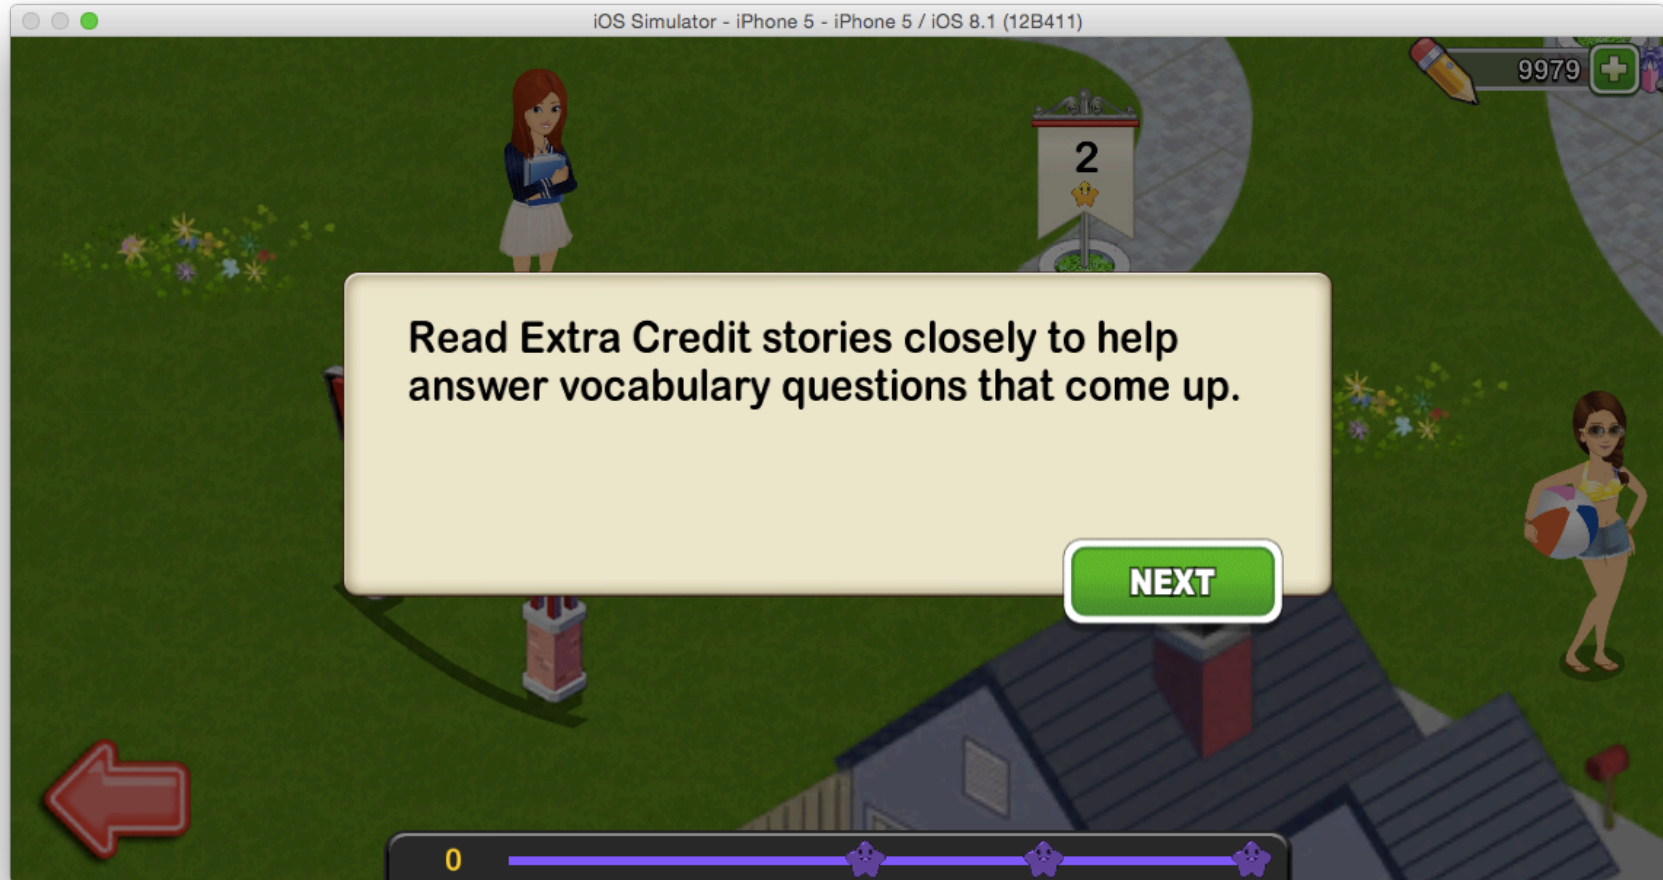 iOS Simulator - iPhone 5 - iPhone 5 / iOS 8.1 (12B411)
9979
2
Read Extra Credit stories closely to help
answer vocabulary questions that come up.
NEXT
0